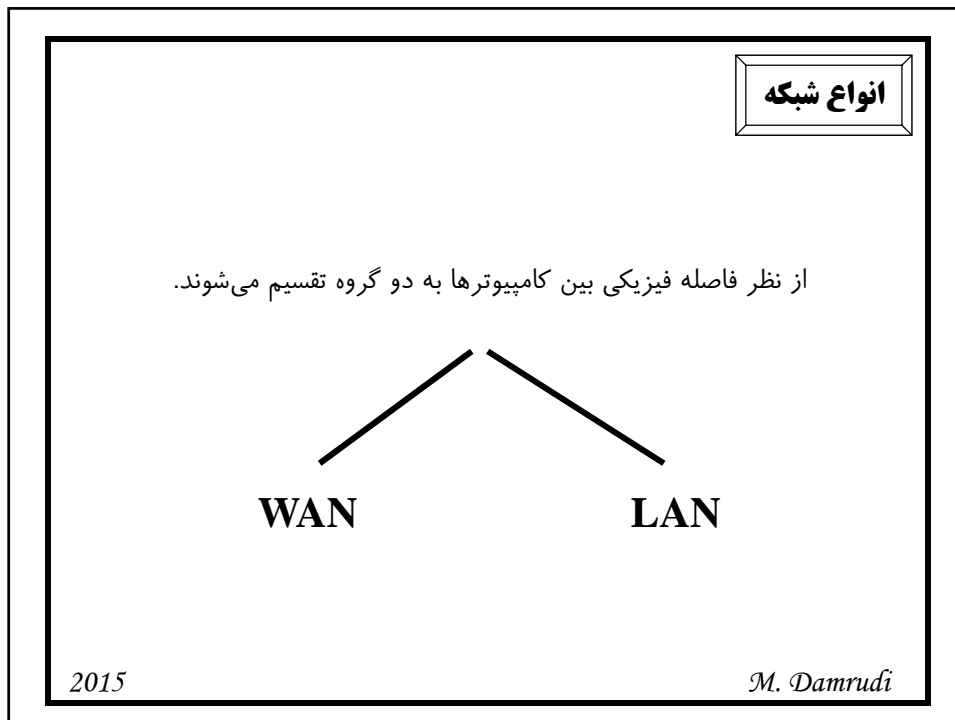 انواع شبکه
از نظر فاصله فیزیکی بین کامپیوترها به دو گروه تقسیم می‌شوند.
WAN LAN
2015 M. Damrudi